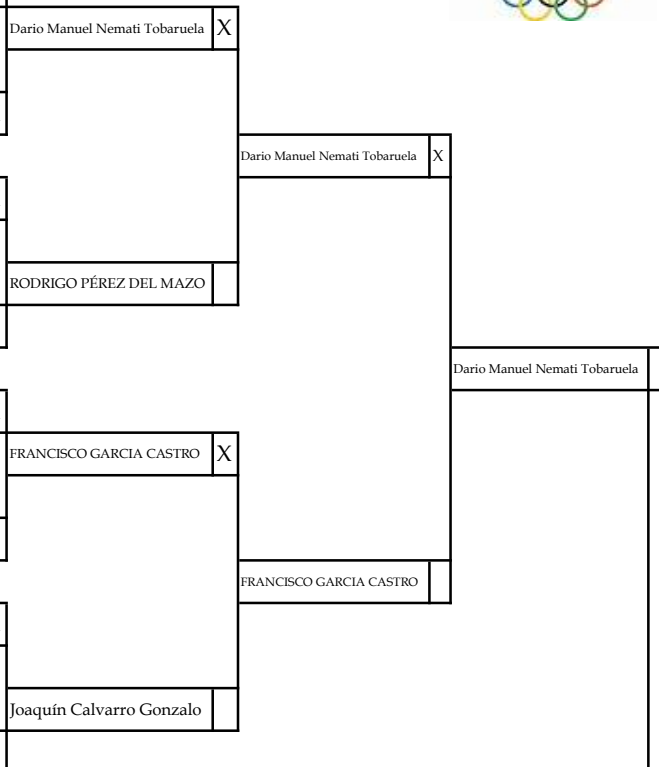 Dario Manuel Nemati Tobaruela X
Dario Manuel Nemati Tobaruela X
RODRIGO PÉREZ DEL MAZO
Dario Manuel Nemati Tobaruela
FRANCISCO GARCIA CASTRO X
FRANCISCO GARCIA CASTRO
Joaquín Calvarro Gonzalo